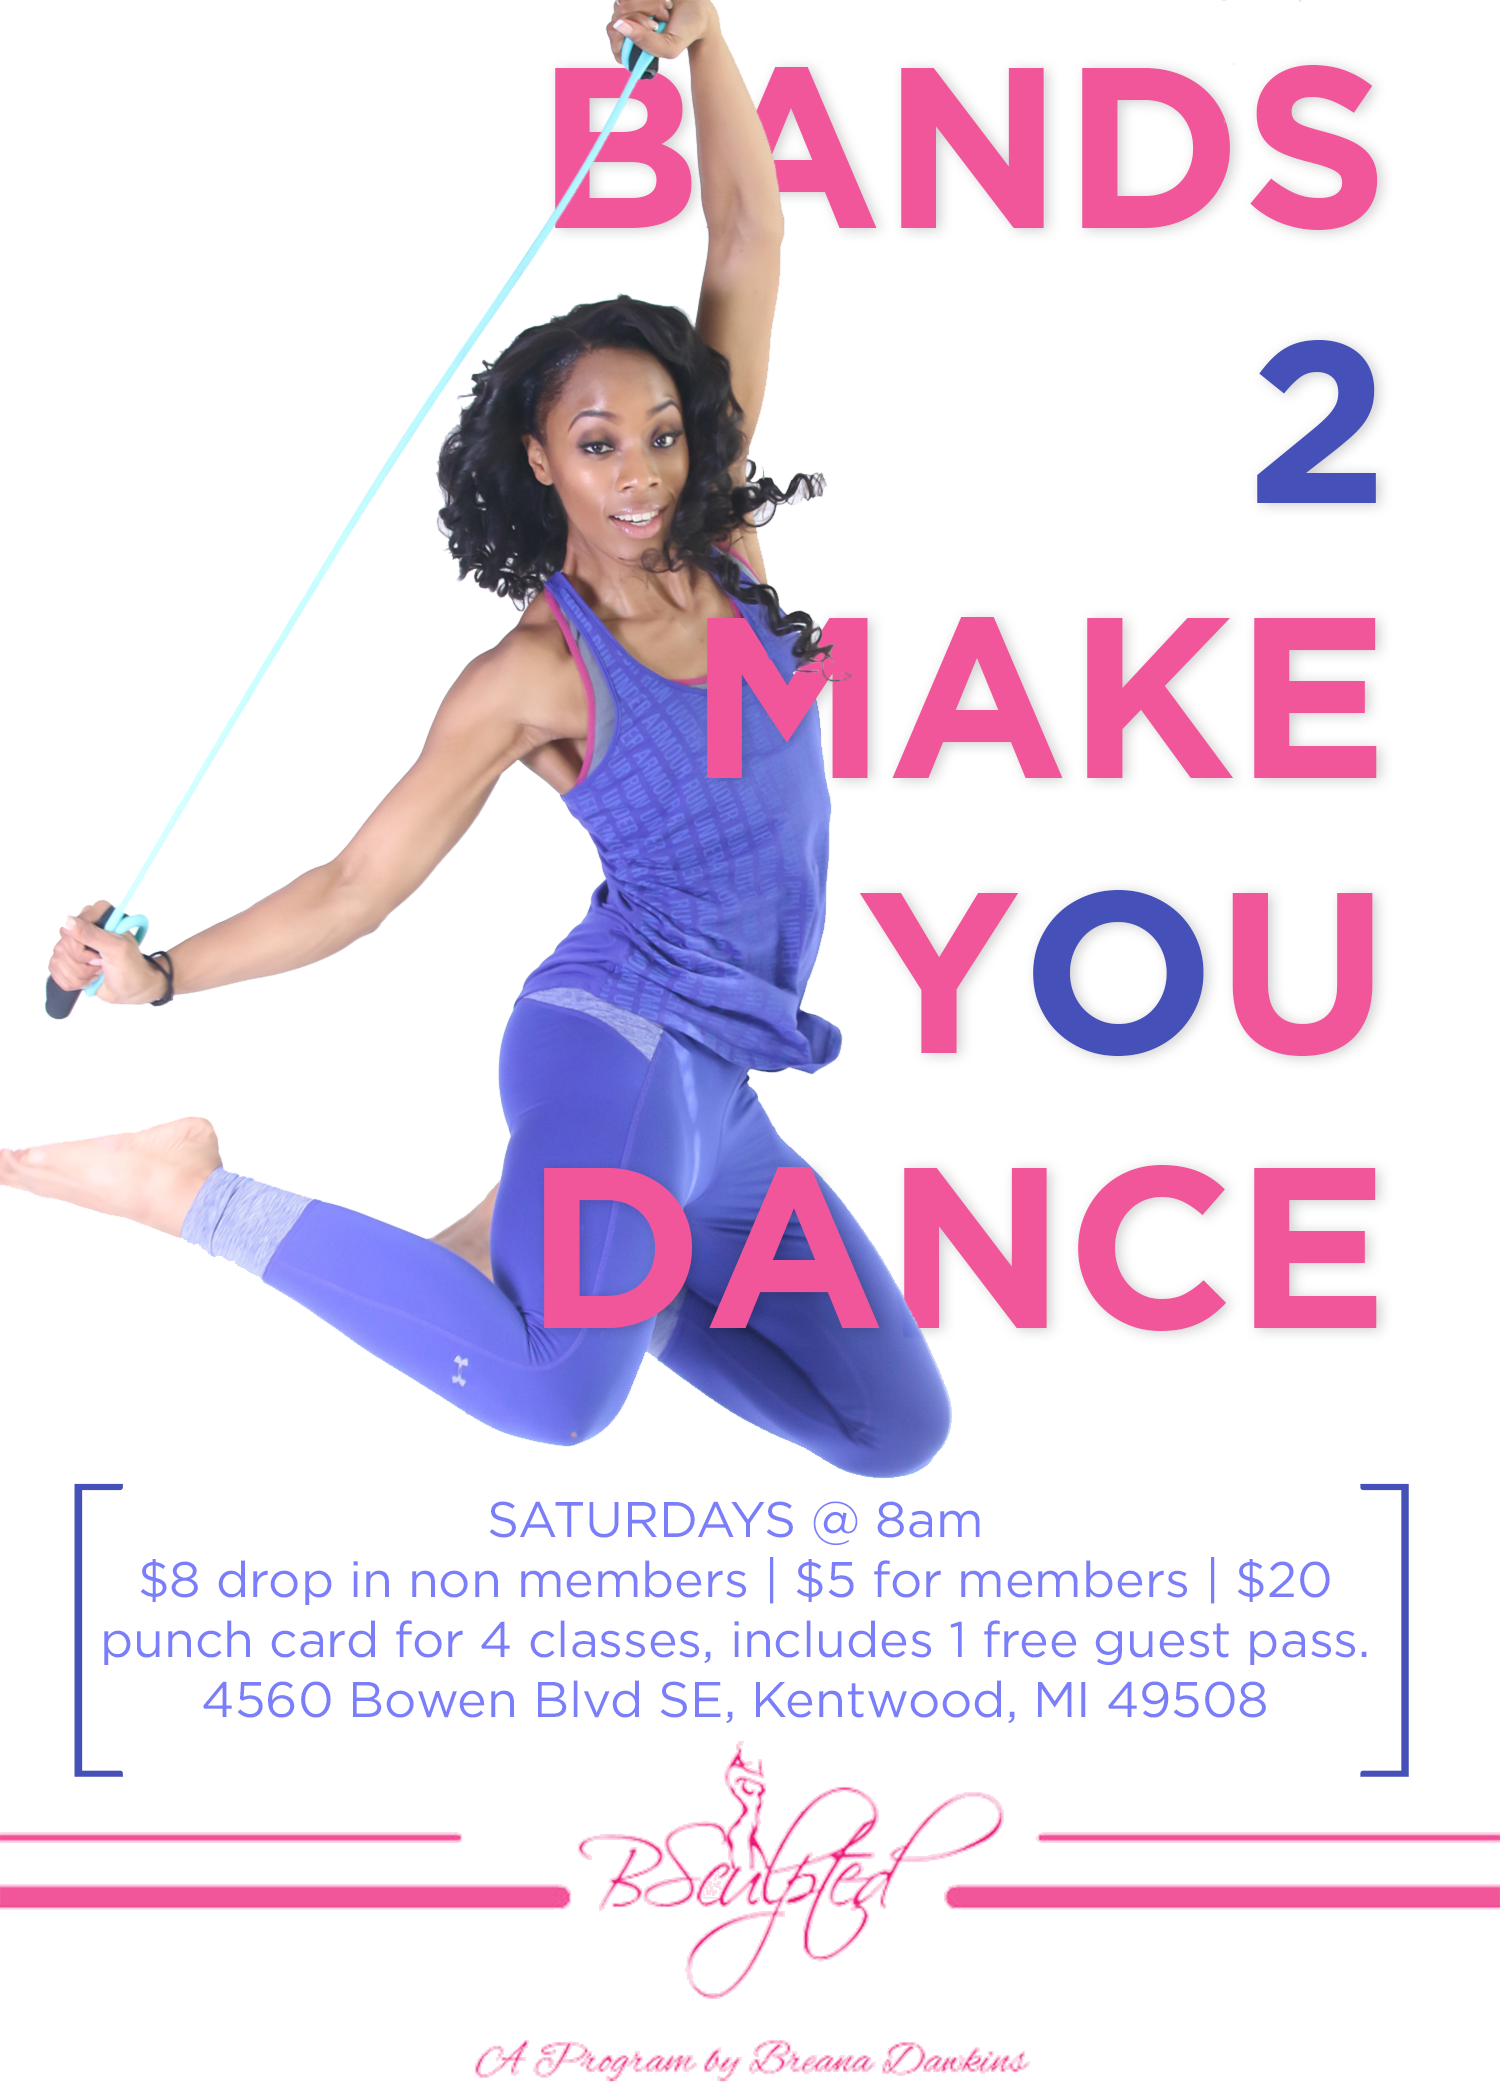 BANDS
2
MAKE
YOU
DANCE
SATURDAYS @ 8am
$8 drop in non members | $5 for members | $20
punch card for 4 classes, includes 1 free guest pass.
4560 Bowen Blvd SE, Kentwood, MI 49508
BSculpted
A Program by Breana Dawkins